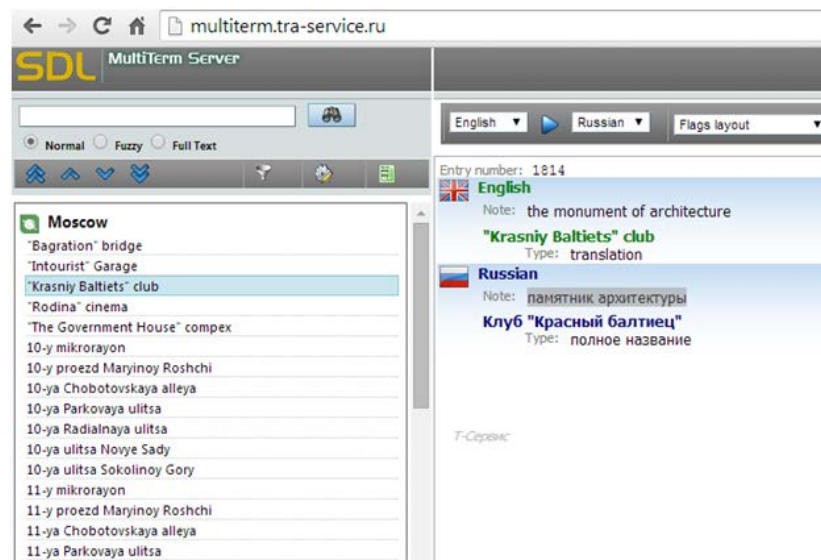 multiterm.tra-service.ru
SDL MultiTerm Server
Normal Fuzzy Full Text
Moscow
"Bagration" bridge
"Intourist" Garage
"Krasniy Baltiets" club
"Rodina" cinema
"The Government House" compex
10-y mikrorayon
10-y proezd Maryinoy Roshchi
10-ya Chobotovskaya alleya
10-ya Parkovaya ulitsa
10-ya Radialnaya ulitsa
10-ya ulitsa Novye Sady
10-ya ulitsa Sokolinoy Gory
11-y mikrorayon
11-y proezd Maryinoy Roshchi
11-ya Chobotovskaya alleya
11-ya Parkovaya ulitsa
English Russian Flags layout
Entry number: 1814
English
Note: the monument of architecture
"Krasniy Baltiets" club
Type: translation
Russian
Note: памятник архитектуры
Клуб "Красный балтиец"
Type: полное название
Т-Сервис